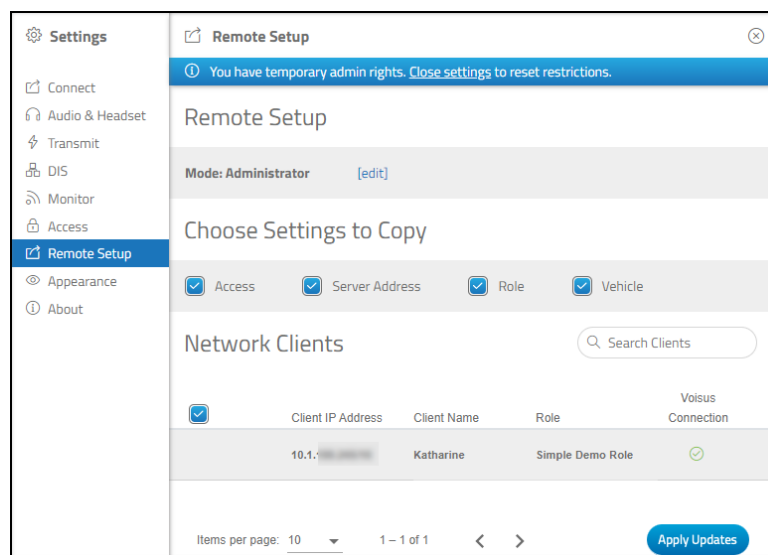 Settings
Connect
Audio & Headset
Transmit
DIS
Monitor
Access
Remote Setup
Appearance
About
Remote Setup
You have temporary admin rights. Close settings to reset restrictions.
Remote Setup
Mode: Administrator [edit]
Choose Settings to Copy
Access Server Address Role Vehicle
Network Clients
Search Clients
Client IP Address Client Name Role Voisus Connection
10.1. Katharine Simple Demo Role
Items per page: 10 1 – 1 of 1 Apply Updates